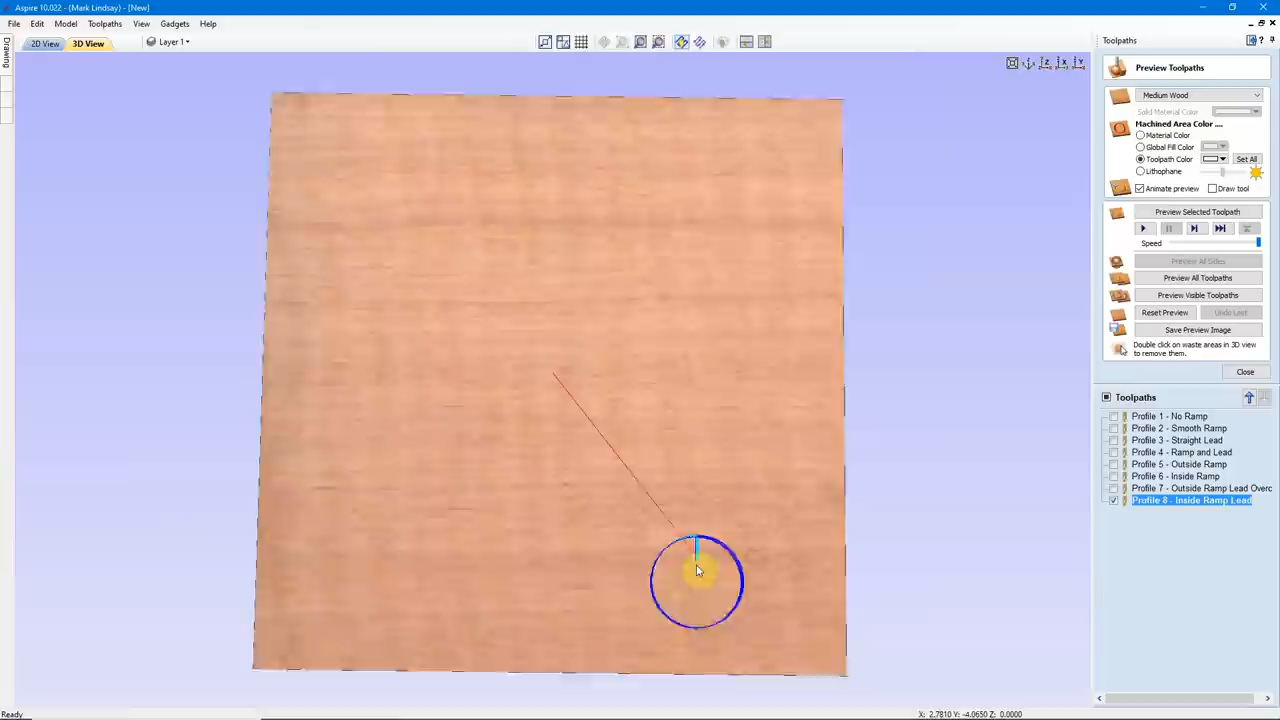 Aspire 10.022 - {Mark Lindsay} - [New]
File Edit Model Toolpaths View Gadgets Help
Drawing
2D View 3D View Layer 1
Toolpaths
Preview Toolpaths
Medium Wood
Solid Material Color
Machined Area Color ....
Material Color
Global Fill Color
Toolpath Color Set All
Lithophane
Animate preview Draw tool
Preview Selected Toolpath
Speed
Preview All Sides
Preview All Toolpaths
Preview Visible Toolpaths
Reset Preview Undo Last
Save Preview Image
Double click on waste areas in 3D view
to remove them.
Close
Toolpaths
Profile 1 - No Ramp
Profile 2 - Smooth Ramp
Profile 3 - Straight Lead
Profile 4 - Ramp and Lead
Profile 5 - Outside Ramp
Profile 6 - Inside Ramp
Profile 7 - Outside Ramp Lead Overc
Profile 8 - Inside Ramp Lead
Ready X: 2.7810 Y: -4.0650 Z: 0.0000